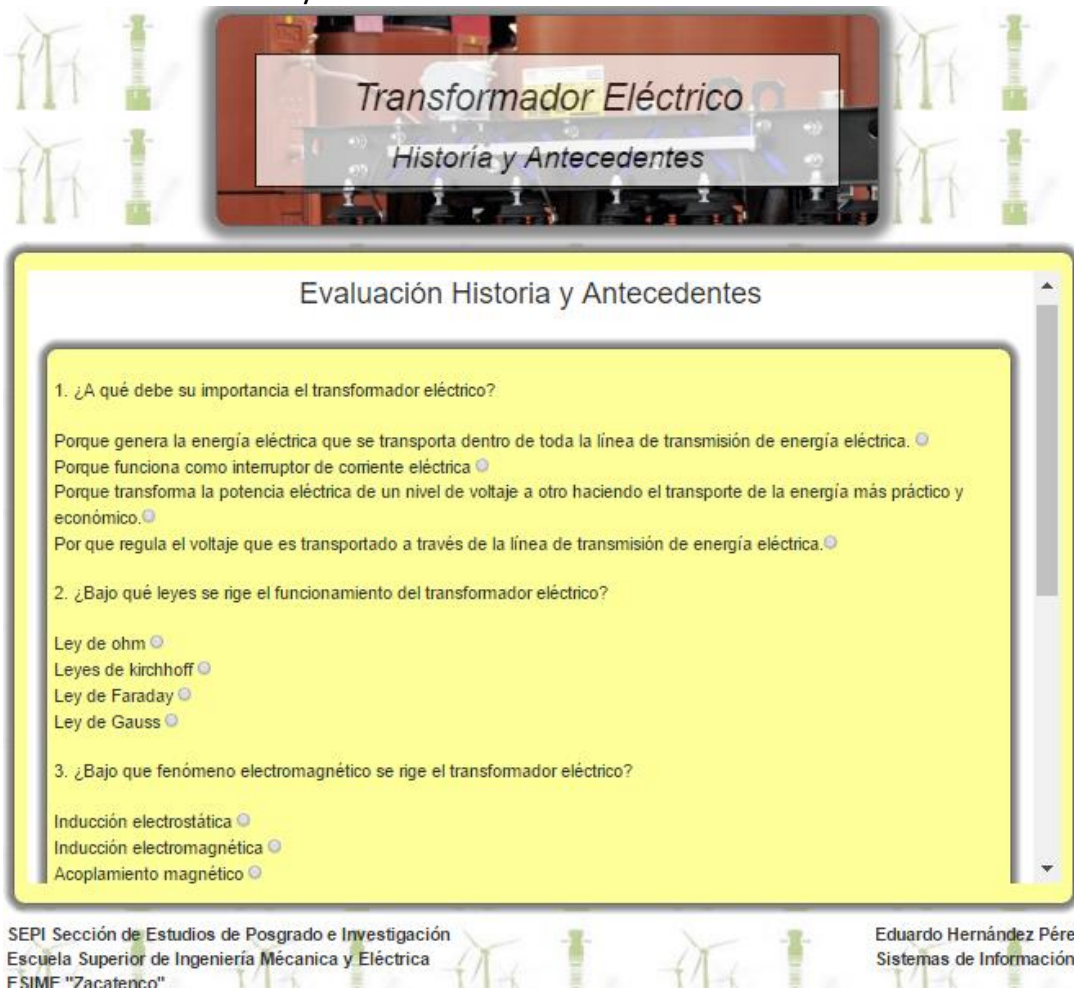 Transformador Eléctrico
Historía y Antecedentes
Evaluación Historia y Antecedentes
1. ¿A qué debe su importancia el transformador eléctrico?
Porque genera la energía eléctrica que se transporta dentro de toda la línea de transmisión de energía eléctrica.
Porque funciona como interruptor de corriente eléctrica
Porque transforma la potencia eléctrica de un nivel de voltaje a otro haciendo el transporte de la energía más práctico y
económico.
Por que regula el voltaje que es transportado a través de la línea de transmisión de energía eléctrica.
2. ¿Bajo qué leyes se rige el funcionamiento del transformador eléctrico?
Ley de ohm
Leyes de kirchhoff
Ley de Faraday
Ley de Gauss
3. ¿Bajo que fenómeno electromagnético se rige el transformador eléctrico?
Inducción electrostática
Inducción electromagnética
Acoplamiento magnético
SEPI Sección de Estudios de Posgrado e Investigación
Escuela Superior de Ingeniería Mécanica y Eléctrica
ESIME "Zacatenco"
Eduardo Hernández Pére
Sistemas de Información